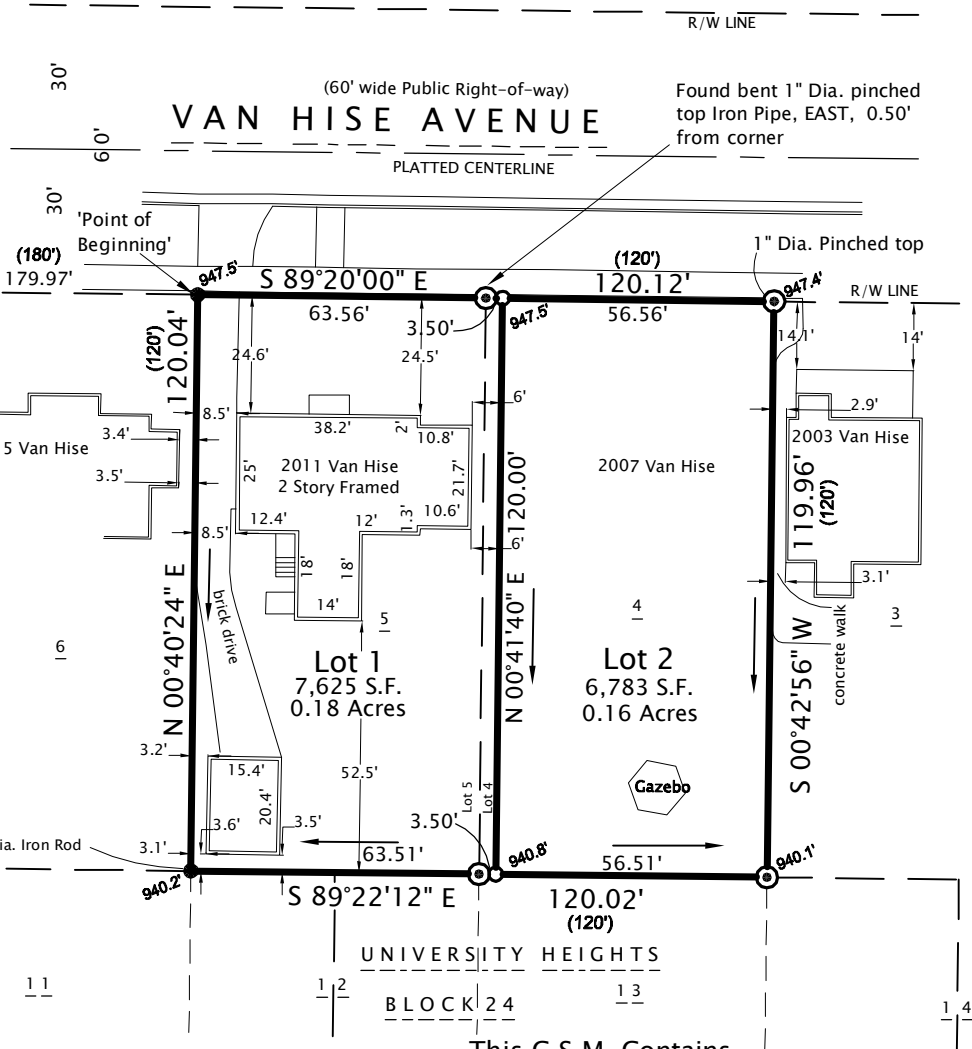 R/W LINE
30'
(60' wide Public Right-of-way)
VAN HISE AVENUE
Found bent 1" Dia. pinched
top Iron Pipe, EAST, 0.50'
from corner
60'
PLATTED CENTERLINE
30'
'Point of
Beginning'
1" Dia. Pinched top
(180')
179.97'
947.5'
S 89°20'00" E
(120')
120.12'
947.4'
R/W LINE
63.56'
3.50'
947.5'
56.56'
(120')
120.04'
24.6'
24.5'
14.1'
14'
6'
8.5'
38.2'
2'
10.8'
2.9'
5 Van Hise
3.4'
3.5'
25'
2011 Van Hise
2 Story Framed
21.7'
120.00'
2007 Van Hise
2003 Van Hise
119.96'
(120')
12.4'
12'
1.3'
10.6'
8.5'
6'
18'
18'
14'
3.1'
N 00°40'24" E
brick drive
5
N 00°41'40" E
4
3
6
concrete walk
S 00°42'56" W
Lot 1
7,625 S.F.
0.18 Acres
Lot 2
6,783 S.F.
0.16 Acres
3.2'
15.4'
20.4'
52.5'
Lot 5
Lot 4
Gazebo
3.6'
3.5'
3.50'
ia. Iron Rod
3.1'
63.51'
940.8'
56.51'
940.1'
940.2'
S 89°22'12" E
120.02'
(120')
UNIVERSITY HEIGHTS
11
12
13
BLOCK 24
14
This C.S.M. Contains